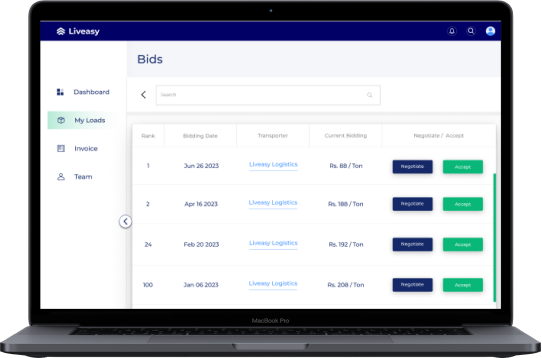 Liveasy
Bids
Dashboard
Search
My Loads
Rank Bidding Date Transporter Current Bidding Negotiate / Accept
Invoice
1 Jun 26 2023 Liveasy Logistics Rs. 88 / Ton Negotiate Accept
Team
2 Apr 16 2023 Liveasy Logistics Rs. 188 / Ton Negotiate Accept
24 Feb 20 2023 Liveasy Logistics Rs. 192 / Ton Negotiate Accept
100 Jan 06 2023 Liveasy Logistics Rs. 208 / Ton Negotiate Accept
MacBook Pro